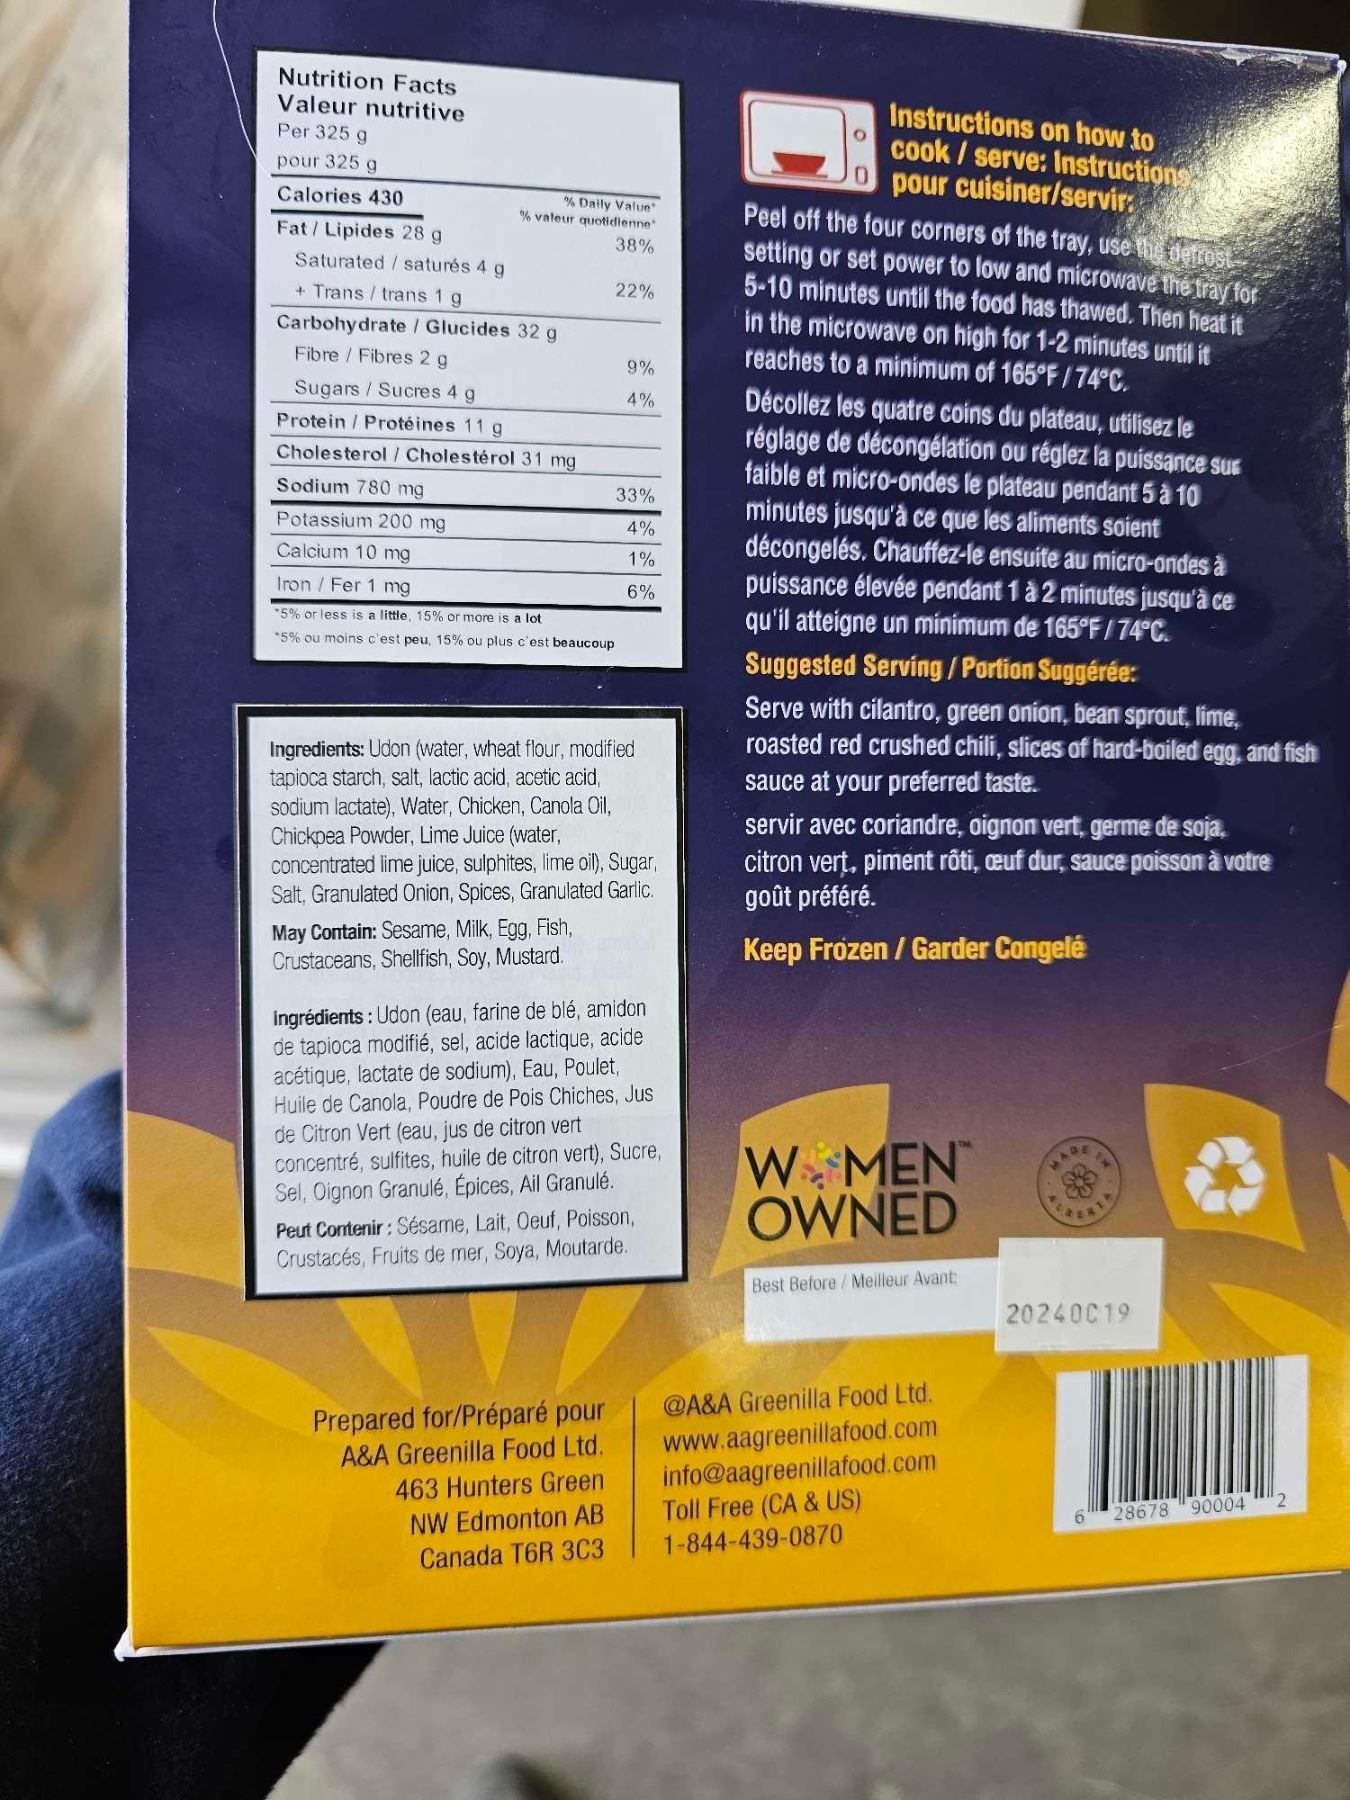 Nutrition Facts
Valeur nutritive
Per 325 g
pour 325 g
Calories 430
% Daily Value*
% valeur quotidienne*
Fat / Lipides 28 g 38%
Saturated / saturés 4 g
+ Trans / trans 1 g 22%
Carbohydrate / Glucides 32 g
Fibre / Fibres 2 g 9%
Sugars / Sucres 4 g 4%
Protein / Protéines 11 g
Cholesterol / Cholestérol 31 mg
Sodium 780 mg 33%
Potassium 200 mg 4%
Calcium 10 mg 1%
Iron / Fer 1 mg 6%
*5% or less is a little, 15% or more is a lot
*5% ou moins c'est peu, 15% ou plus c'est beaucoup
Ingredients: Udon (water, wheat flour, modified
tapioca starch, salt, lactic acid, acetic acid,
sodium lactate), Water, Chicken, Canola Oil,
Chickpea Powder, Lime Juice (water,
concentrated lime juice, sulphites, lime oil), Sugar,
Salt, Granulated Onion, Spices, Granulated Garlic.
May Contain: Sesame, Milk, Egg, Fish,
Crustaceans, Shellfish, Soy, Mustard.
Ingrédients : Udon (eau, farine de blé, amidon
de tapioca modifié, sel, acide lactique, acide
acétique, lactate de sodium), Eau, Poulet,
Huile de Canola, Poudre de Pois Chiches, Jus
de Citron Vert (eau, jus de citron vert
concentré, sulfites, huile de citron vert), Sucre,
Sel, Oignon Granulé, Épices, Ail Granulé.
Peut Contenir : Sésame, Lait, Oeuf, Poisson,
Crustacés, Fruits de mer, Soya, Moutarde.
Instructions on how to
cook / serve: Instructions
pour cuisiner/servir:
Peel off the four corners of the tray, use the defrost
setting or set power to low and microwave the tray for
5-10 minutes until the food has thawed. Then heat it
in the microwave on high for 1-2 minutes until it
reaches to a minimum of 165°F / 74°C.
Décollez les quatre coins du plateau, utilisez le
réglage de décongélation ou réglez la puissance sur
faible et micro-ondes le plateau pendant 5 à 10
minutes jusqu'à ce que les aliments soient
décongelés. Chauffez-le ensuite au micro-ondes à
puissance élevée pendant 1 à 2 minutes jusqu'à ce
qu'il atteigne un minimum de 165°F / 74°C.
Suggested Serving / Portion Suggérée:
Serve with cilantro, green onion, bean sprout, lime,
roasted red crushed chili, slices of hard-boiled egg, and fish
sauce at your preferred taste.
servir avec coriandre, oignon vert, germe de soja,
citron vert, piment rôti, œuf dur, sauce poisson à votre
goût préféré.
Keep Frozen / Garder Congelé
WOMEN™
OWNED
MADE IN
ALBERTA
Best Before / Meilleur Avant:
20240C19
Prepared for/Préparé pour
A&A Greenilla Food Ltd.
463 Hunters Green
NW Edmonton AB
Canada T6R 3C3
@A&A Greenilla Food Ltd.
www.aagreenillafood.com
info@aagreenillafood.com
Toll Free (CA & US)
1-844-439-0870
6 28678 90004 2